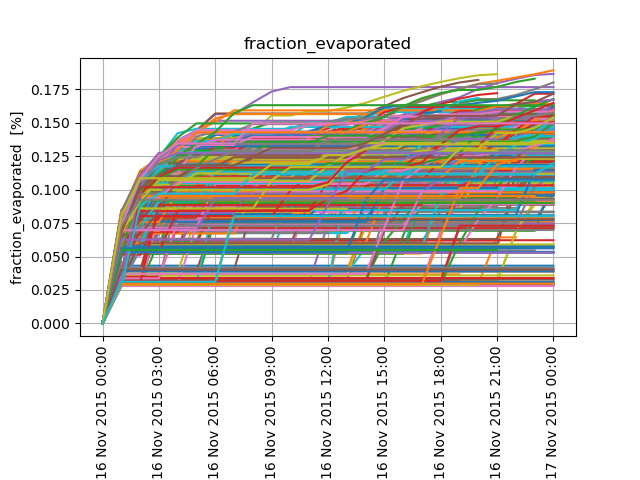 fraction_evaporated
fraction_evaporated [%]
0.175
0.150
0.125
0.100
0.075
0.050
0.025
0.000
16 Nov 2015 00:00
16 Nov 2015 03:00
16 Nov 2015 06:00
16 Nov 2015 09:00
16 Nov 2015 12:00
16 Nov 2015 15:00
16 Nov 2015 18:00
16 Nov 2015 21:00
17 Nov 2015 00:00